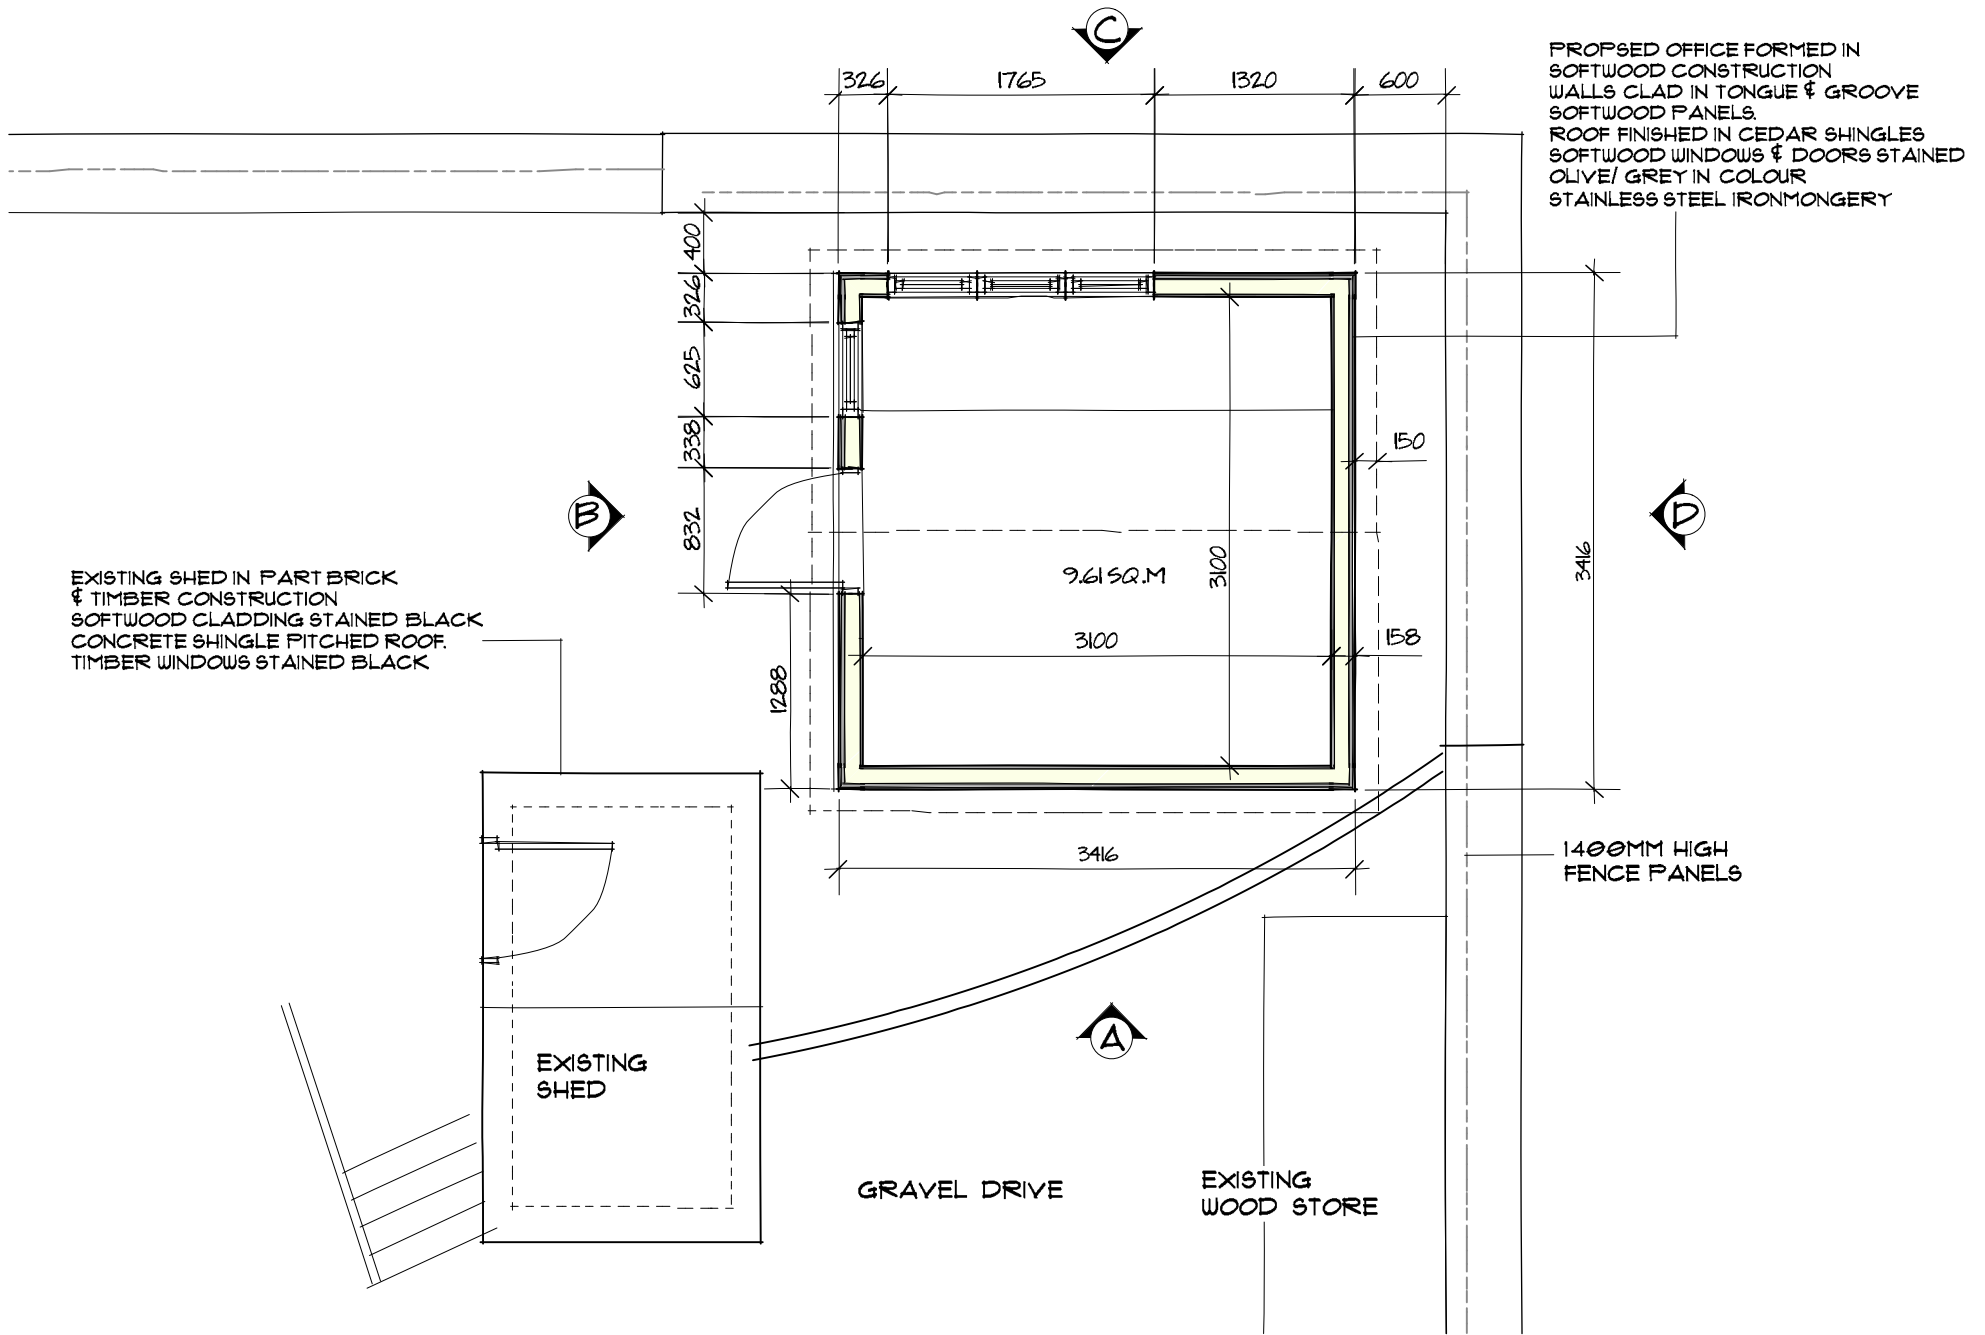 C
326 1765 1320 600
PROPSED OFFICE FORMED IN
SOFTWOOD CONSTRUCTION
WALLS CLAD IN TONGUE & GROOVE
SOFTWOOD PANELS.
ROOF FINISHED IN CEDAR SHINGLES
SOFTWOOD WINDOWS & DOORS STAINED
OLIVE/ GREY IN COLOUR
STAINLESS STEEL IRONMONGERY
400
326
625
338
832
150
B
D
3416
9.61 SQ.M
3100
3100
158
1288
EXISTING SHED IN PART BRICK
& TIMBER CONSTRUCTION
SOFTWOOD CLADDING STAINED BLACK
CONCRETE SHINGLE PITCHED ROOF.
TIMBER WINDOWS STAINED BLACK
3416
1400MM HIGH
FENCE PANELS
A
EXISTING
SHED
GRAVEL DRIVE
EXISTING
WOOD STORE